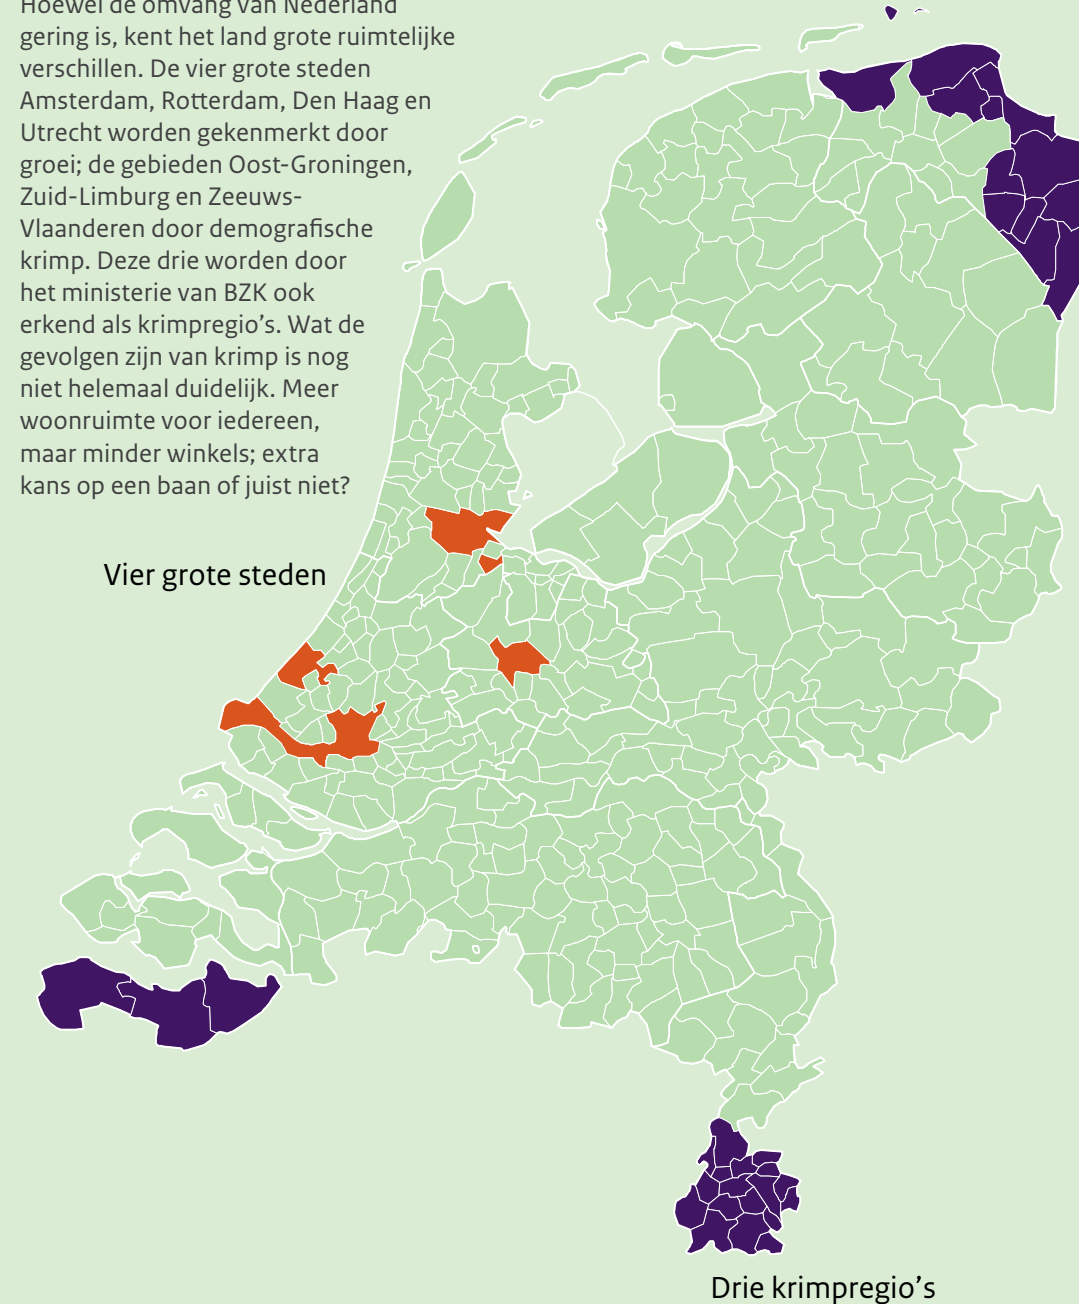 Hoewel de omvang van Nederland
gering is, kent het land grote ruimtelijke
verschillen. De vier grote steden
Amsterdam, Rotterdam, Den Haag en
Utrecht worden gekenmerkt door
groei; de gebieden Oost-Groningen,
Zuid-Limburg en Zeeuws-
Vlaanderen door demografische
krimp. Deze drie worden door
het ministerie van BZK ook
erkend als krimpregio’s. Wat de
gevolgen zijn van krimp is nog
niet helemaal duidelijk. Meer
woonruimte voor iedereen,
maar minder winkels; extra
kans op een baan of juist niet?
Vier grote steden
Drie krimpregio’s